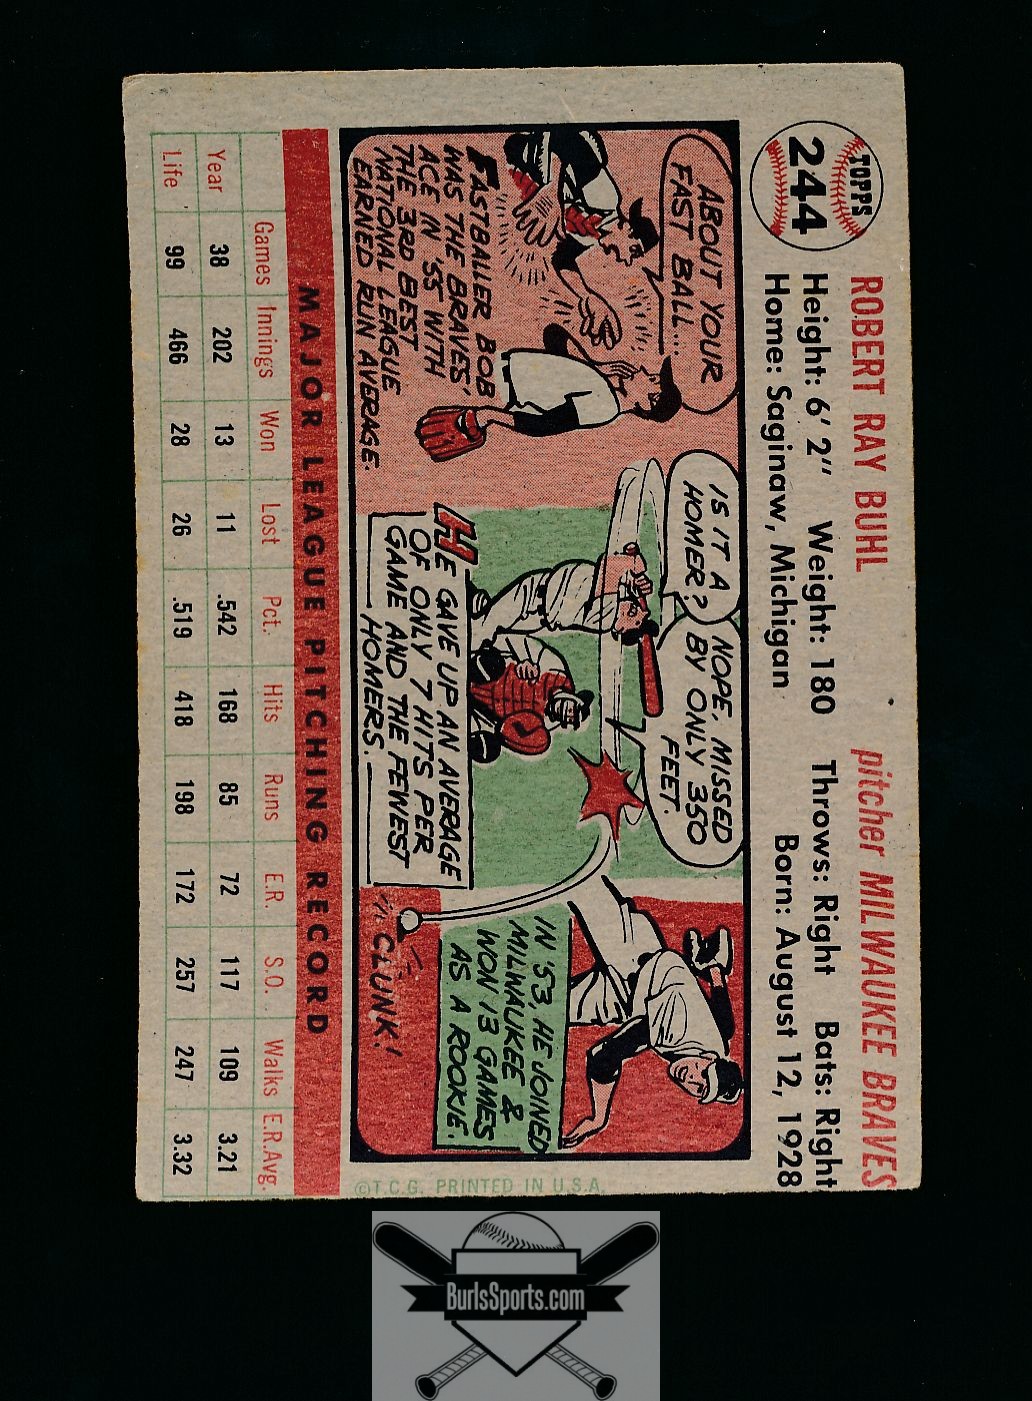 TOPPS
244
ROBERT RAY BUHL
pitcher MILWAUKEE BRAVES
Height: 6' 2" Weight: 180 Throws: Right Bats: Right
Home: Saginaw, Michigan Born: August 12, 1928
ABOUT YOUR
FAST BALL....
FASTBALLER BOB
WAS THE BRAVES'
ACE IN '55 WITH
THE 3RD BEST
NATIONAL LEAGUE
EARNED RUN AVERAGE.
IS IT A
HOMER?
NOPE, MISSED
BY ONLY 350
FEET.
HE GAVE UP AN AVERAGE
OF ONLY 7 HITS PER
GAME AND THE FEWEST
HOMERS.
CLUNK!
IN '53, HE JOINED
MILWAUKEE &
WON 13 GAMES
AS A ROOKIE.
©T.C.G. PRINTED IN U.S.A.
MAJOR LEAGUE PITCHING RECORD
Games Innings Won Lost Pct. Hits Runs E.R. S.O. Walks E.R.Avg.
Year 38 202 13 11 .542 168 85 72 117 109 3.21
Life 99 466 28 26 .519 418 198 172 257 247 3.32
BurlsSports.com